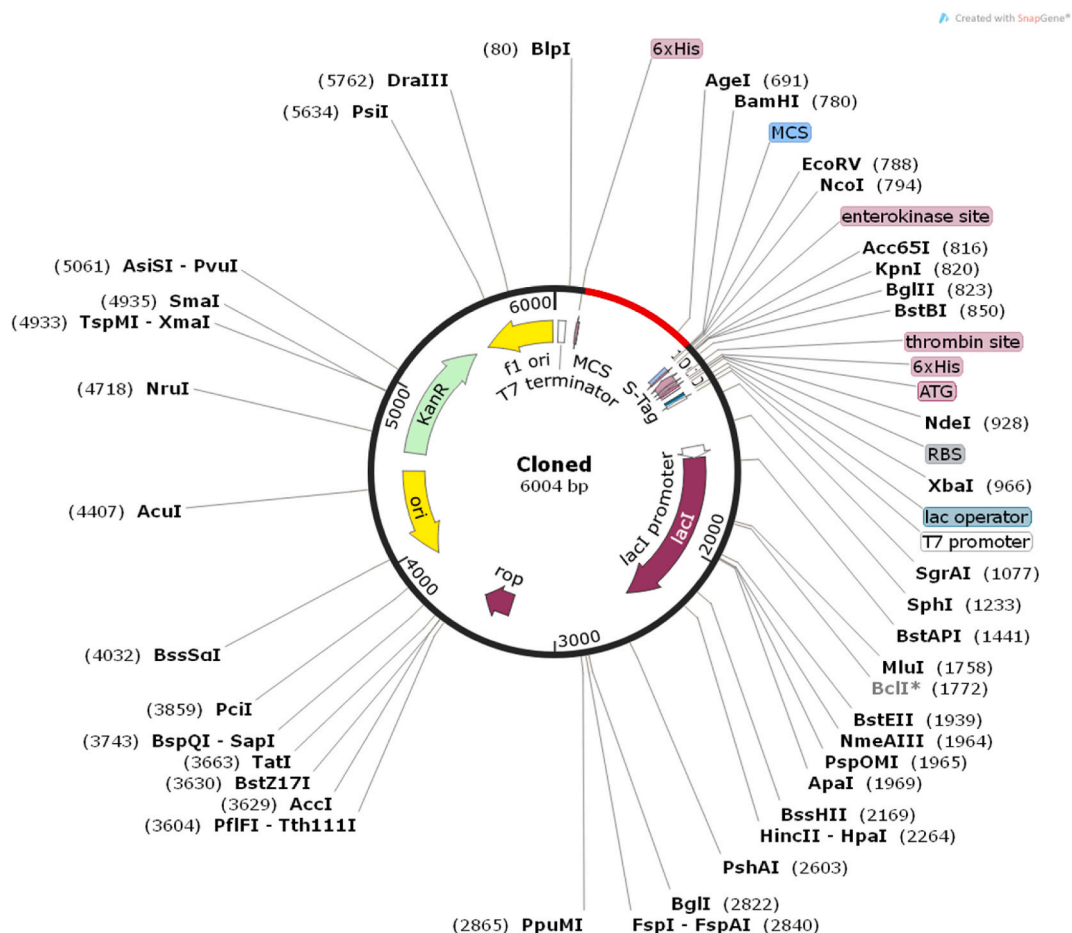 Created with SnapGene®
(80) BlpI
6xHis
(5762) DraIII
(5634) PsiI
AgeI (691)
BamHI (780)
MCS
EcoRV (788)
NcoI (794)
enterokinase site
Acc65I (816)
KpnI (820)
BglII (823)
BstBI (850)
thrombin site
6xHis
ATG
NdeI (928)
RBS
XbaI (966)
lac operator
T7 promoter
SgrAI (1077)
SphI (1233)
BstAPI (1441)
MluI (1758)
BclI* (1772)
BstEII (1939)
NmeAIII (1964)
PspOMI (1965)
ApaI (1969)
BssHII (2169)
HincII - HpaI (2264)
PshAI (2603)
BglI (2822)
FspI - FspAI (2840)
(2865) PpuMI
(5061) AsiSI - PvuI
(4935) SmaI
(4933) TspMI - XmaI
(4718) NruI
(4407) AcuI
(4032) BssSαI
(3859) PciI
(3743) BspQI - SapI
(3663) TatI
(3630) BstZ17I
(3629) AccI
(3604) PflFI - Tth111I
6000
f1 ori
T7 terminator
MCS
S-Tag
KanR
5000
ori
4000
rop
3000
2000
lacI promoter
lacI
Cloned
6004 bp